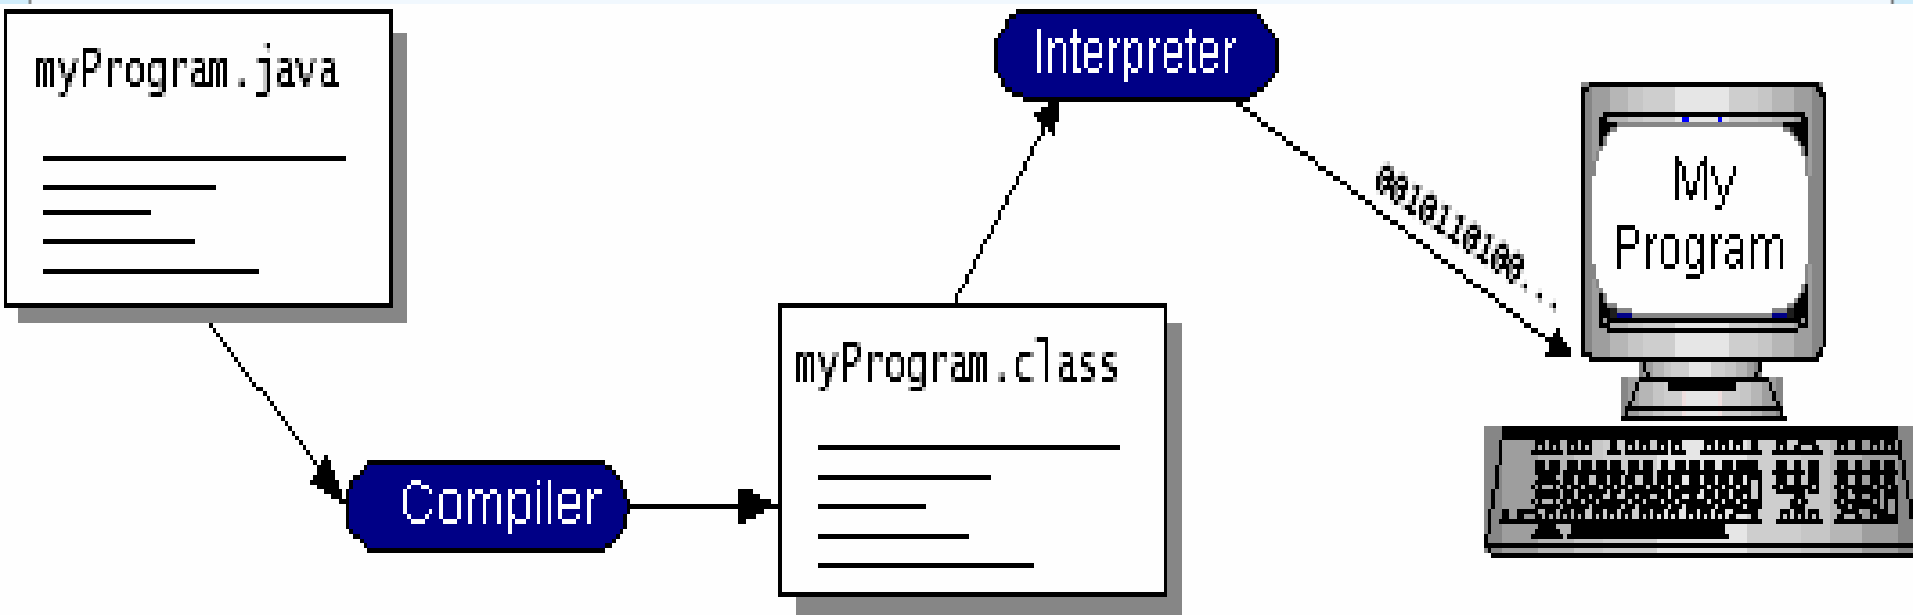 myProgram.java
Compiler
myProgram.class
Interpreter
0010110100...
My
Program